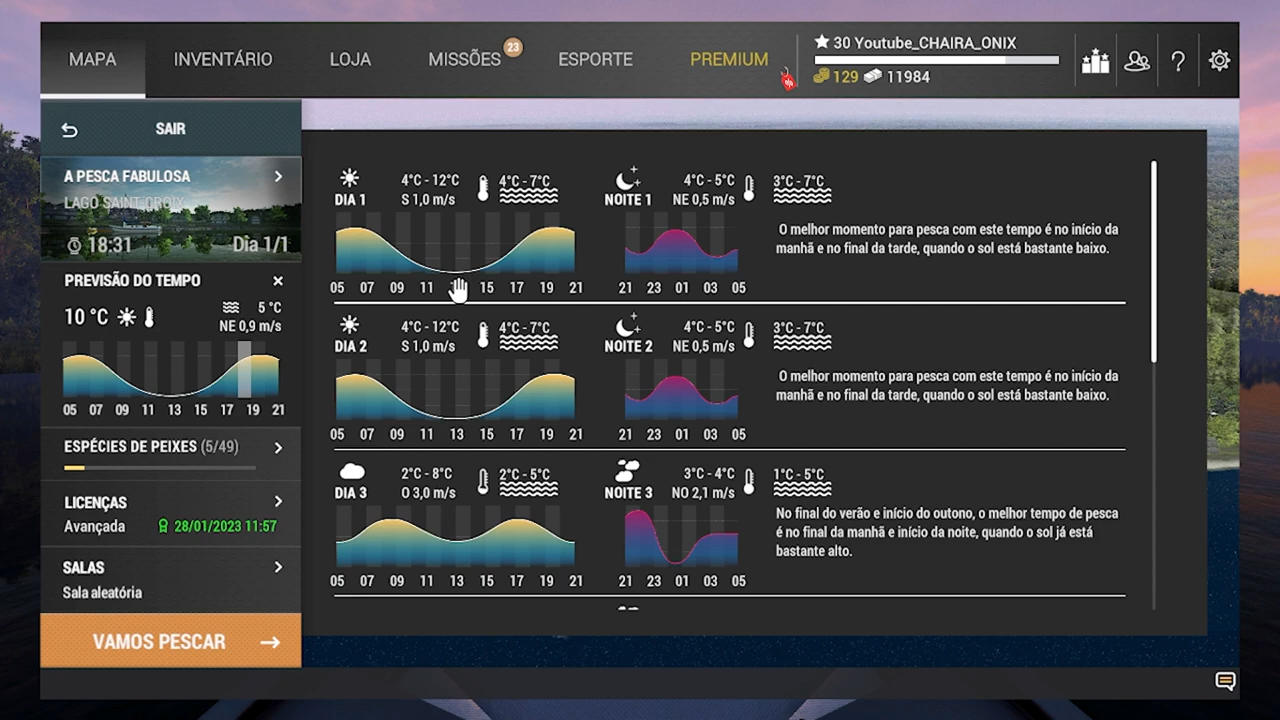 MAPA
INVENTÁRIO
LOJA
MISSÕES
23
ESPORTE
PREMIUM
30 Youtube_CHAIRA_ONIX
129 11984
SAIR
A PESCA FABULOSA
LAGO SAINT-CROIX
18:31 Dia 1/1
PREVISÃO DO TEMPO
10 °C
5 °C
NE 0,9 m/s
05 07 09 11 13 15 17 19 21
ESPÉCIES DE PEIXES (5/49)
LICENÇAS
Avançada 28/01/2023 11:57
SALAS
Sala aleatória
VAMOS PESCAR
DIA 1
4°C - 12°C
S 1,0 m/s
4°C - 7°C
05 07 09 11 15 17 19 21
NOITE 1
4°C - 5°C
NE 0,5 m/s
3°C - 7°C
21 23 01 03 05
O melhor momento para pesca com este tempo é no início da
manhã e no final da tarde, quando o sol está bastante baixo.
DIA 2
4°C - 12°C
S 1,0 m/s
4°C - 7°C
05 07 09 11 13 15 17 19 21
NOITE 2
4°C - 5°C
NE 0,5 m/s
3°C - 7°C
21 23 01 03 05
O melhor momento para pesca com este tempo é no início da
manhã e no final da tarde, quando o sol está bastante baixo.
DIA 3
2°C - 8°C
O 3,0 m/s
2°C - 5°C
05 07 09 11 13 15 17 19 21
NOITE 3
3°C - 4°C
NO 2,1 m/s
1°C - 5°C
21 23 01 03 05
No final do verão e início do outono, o melhor tempo de pesca
é no final da manhã e início da noite, quando o sol já está
bastante alto.